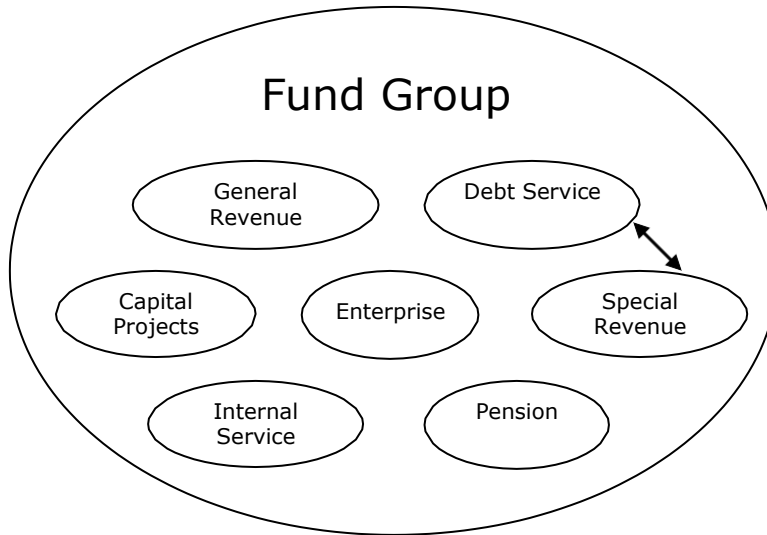 Fund Group
General
Revenue
Debt Service
Capital
Projects
Enterprise
Special
Revenue
Internal
Service
Pension